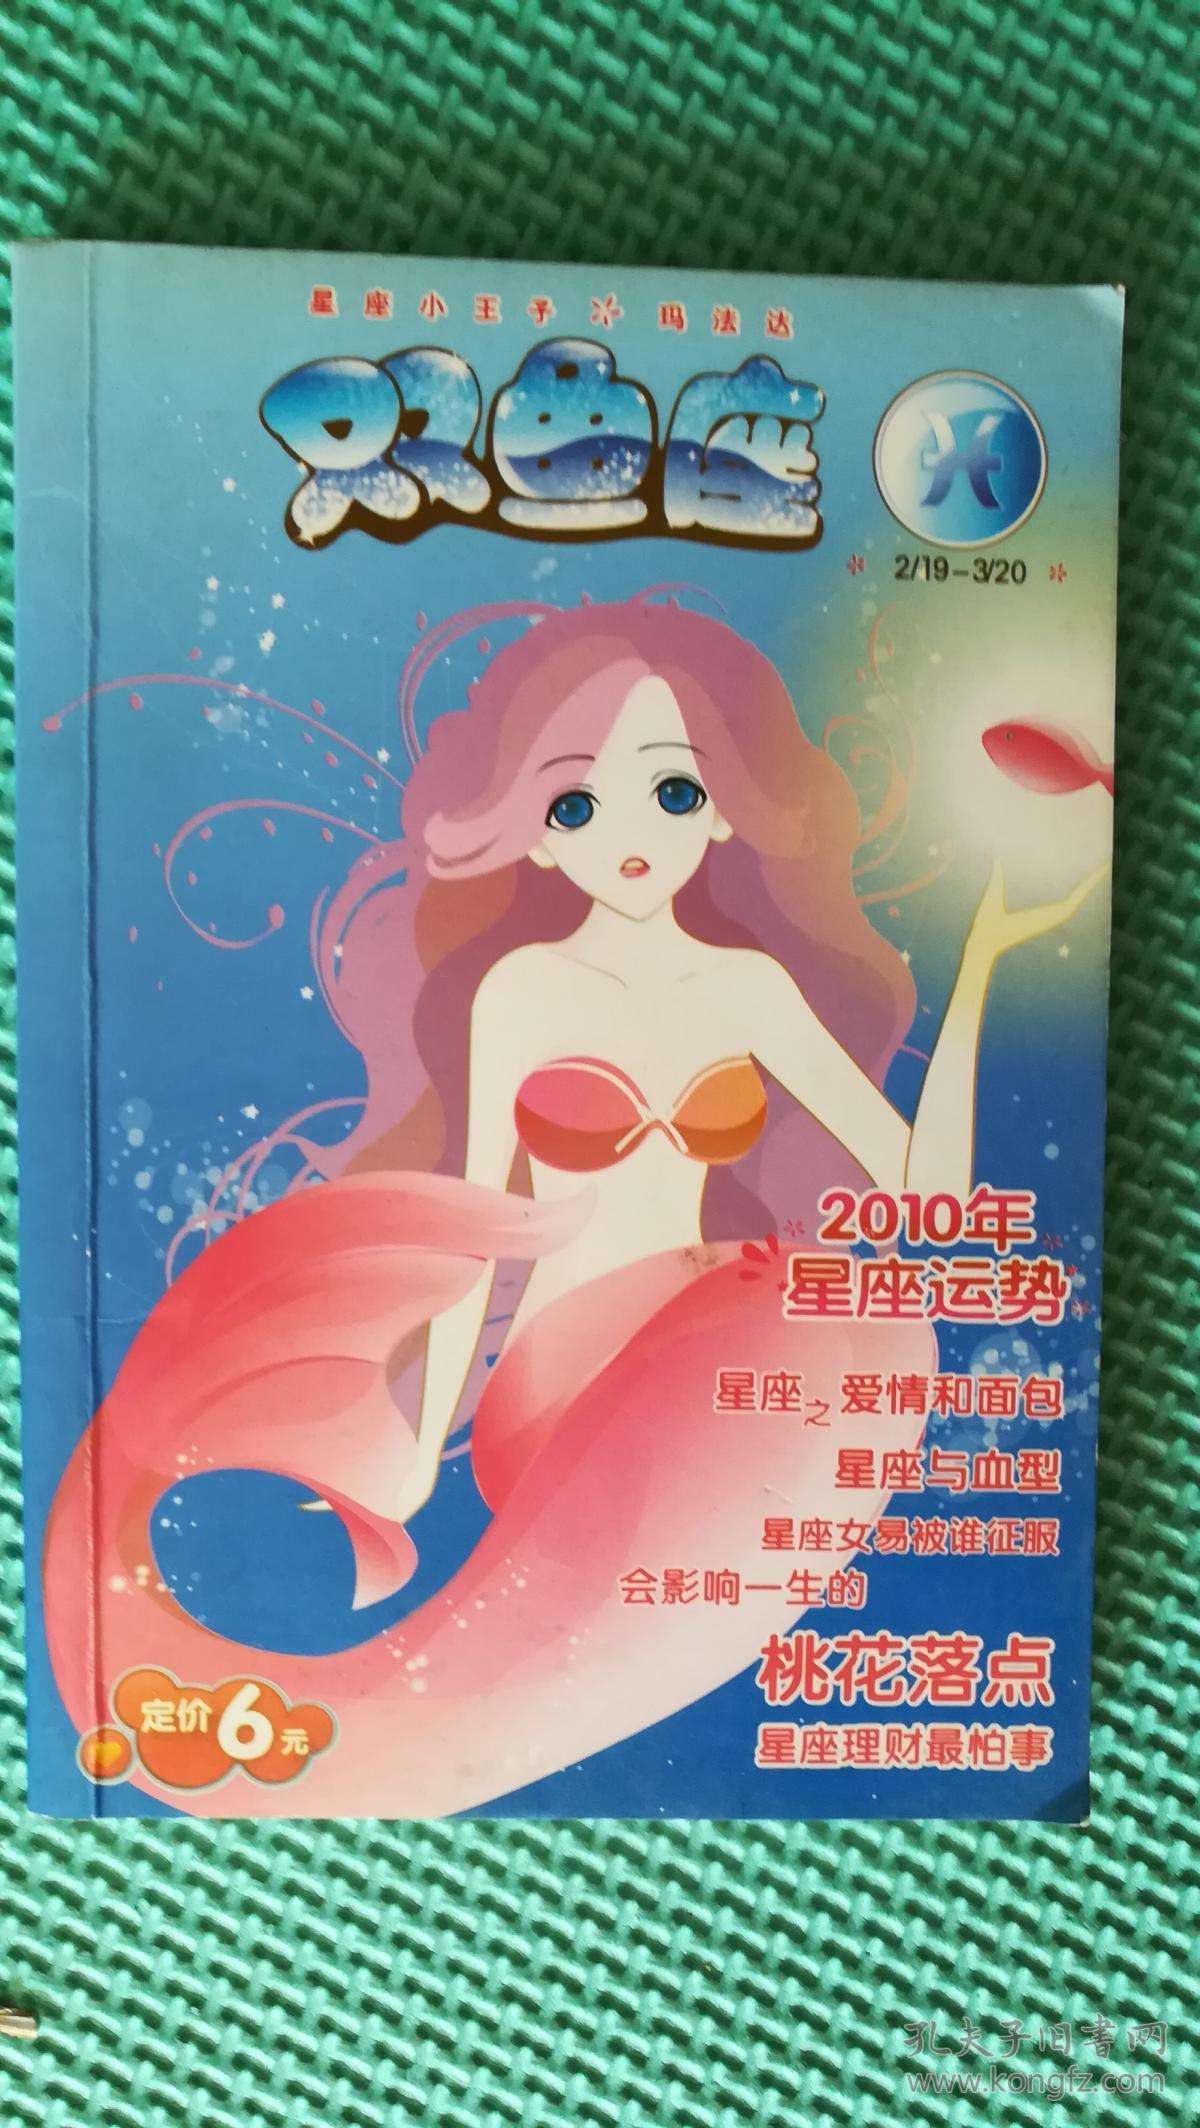 星座小王子 玛法达
双鱼座
2/19-3/20
2010年
星座运势
星座之爱情和面包
星座与血型
星座女易被谁征服
会影响一生的
桃花落点
星座理财最怕事
定价6元
孔夫子旧书网
www.kongfz.com